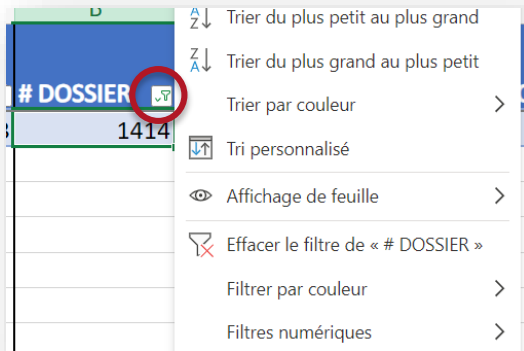 D
Trier du plus petit au plus grand
Trier du plus grand au plus petit
# DOSSIER
Trier par couleur
1414
Tri personnalisé
Affichage de feuille
Effacer le filtre de « # DOSSIER »
Filtrer par couleur
Filtres numériques